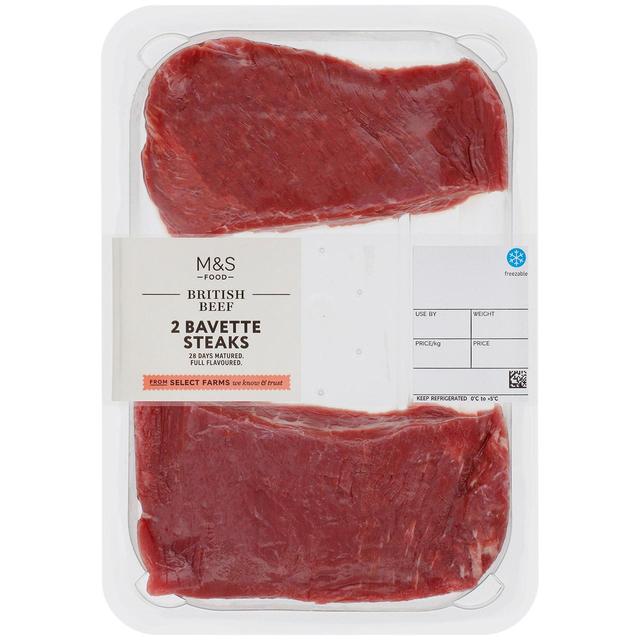 M&S
FOOD
BRITISH
BEEF
2 BAVETTE
STEAKS
28 DAYS MATURED.
FULL FLAVOURED.
FROM SELECT FARMS we know & trust
freezable
USE BY
WEIGHT
PRICE/kg
PRICE
KEEP REFRIGERATED 0°C to +5°C